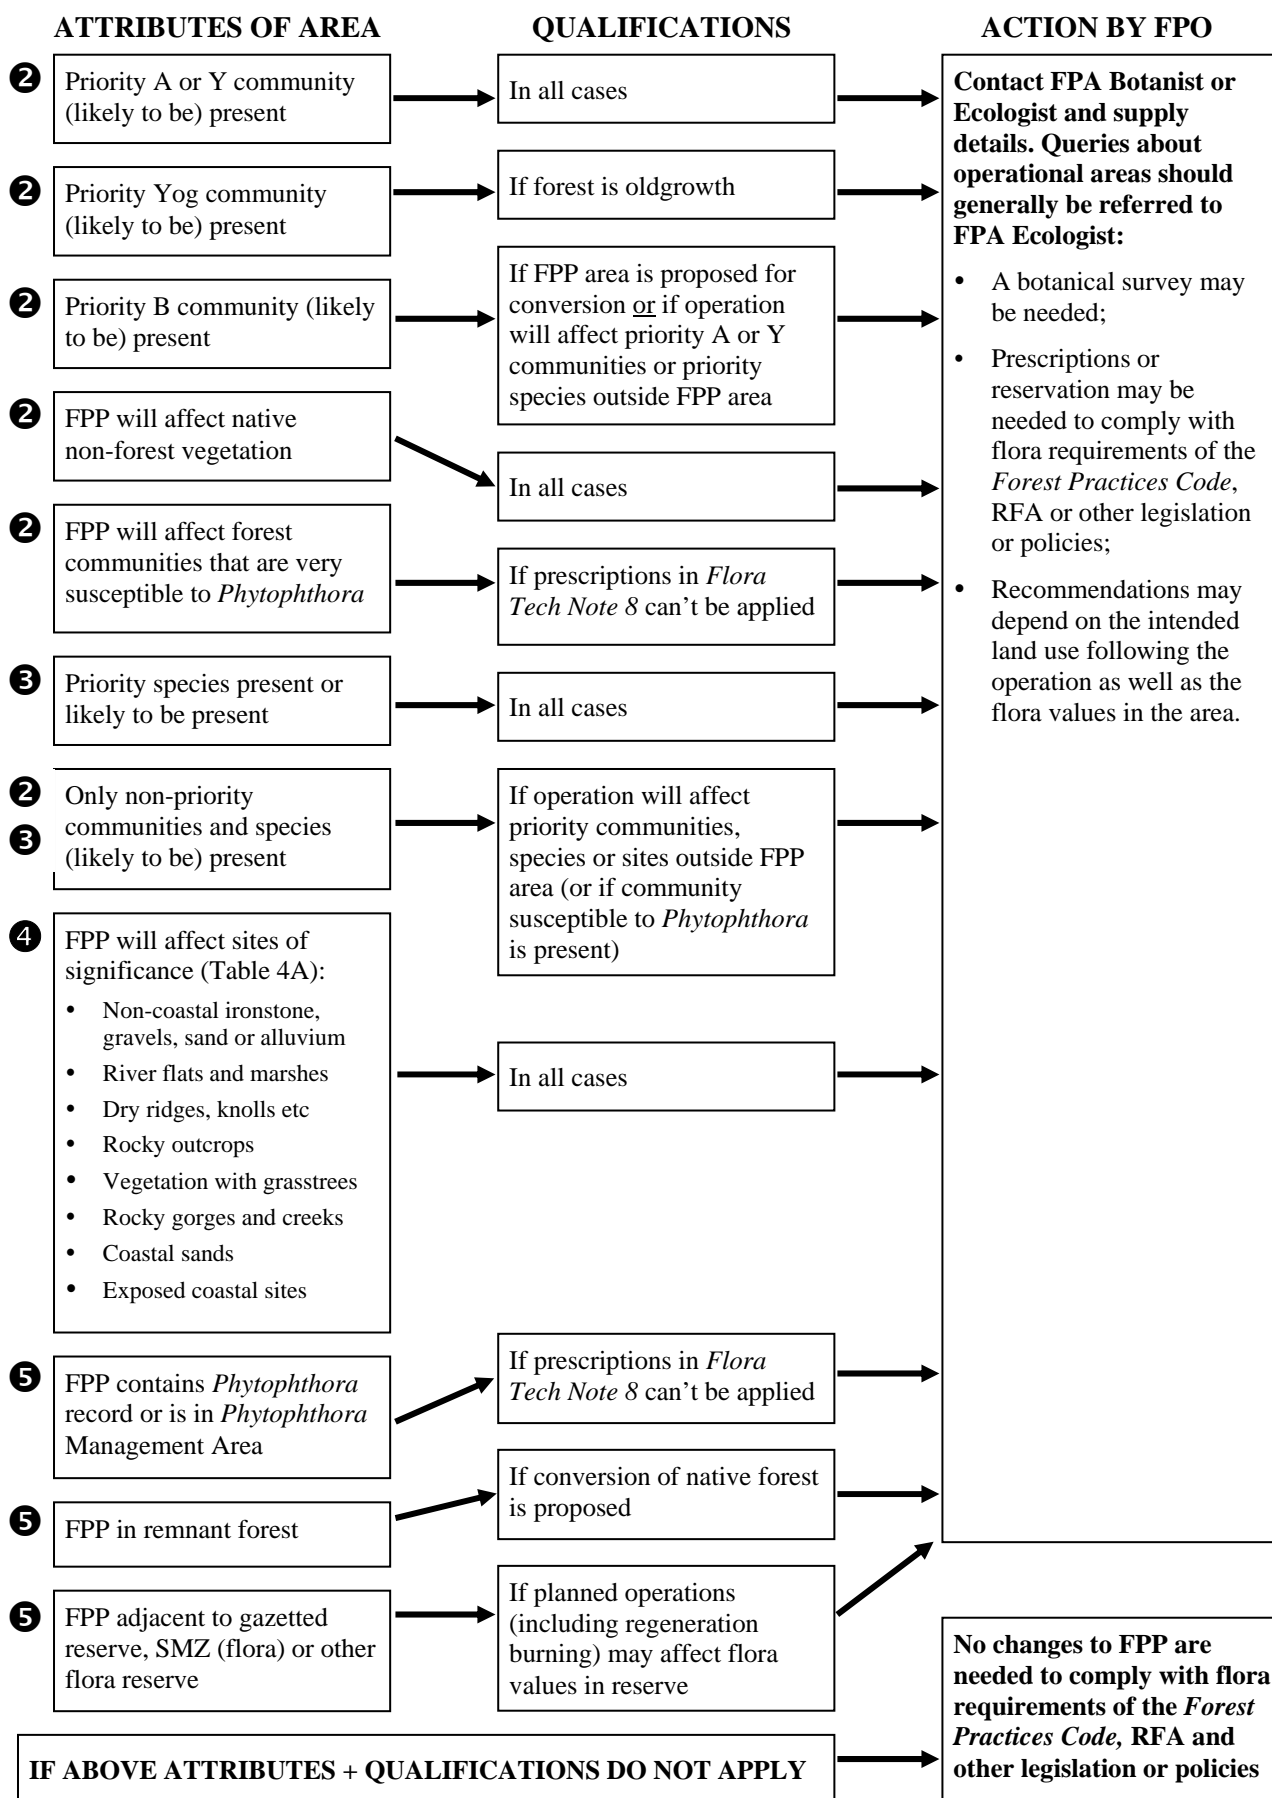 ATTRIBUTES OF AREA
QUALIFICATIONS
ACTION BY FPO
❷
Priority A or Y community
(likely to be) present
In all cases
❷
Priority Yog community
(likely to be) present
If forest is oldgrowth
❷
Priority B community (likely
to be) present
If FPP area is proposed for
conversion or if operation
will affect priority A or Y
communities or priority
species outside FPP area
❷
FPP will affect native
non-forest vegetation
In all cases
❷
FPP will affect forest
communities that are very
susceptible to Phytophthora
If prescriptions in Flora
Tech Note 8 can’t be applied
❸
Priority species present or
likely to be present
In all cases
❷
❸
Only non-priority
communities and species
(likely to be) present
If operation will affect
priority communities,
species or sites outside FPP
area (or if community
susceptible to Phytophthora
is present)
❹
FPP will affect sites of
significance (Table 4A):
• Non-coastal ironstone,
gravels, sand or alluvium
• River flats and marshes
• Dry ridges, knolls etc
• Rocky outcrops
• Vegetation with grasstrees
• Rocky gorges and creeks
• Coastal sands
• Exposed coastal sites
In all cases
❺
FPP contains Phytophthora
record or is in Phytophthora
Management Area
If prescriptions in Flora
Tech Note 8 can’t be applied
❺
FPP in remnant forest
If conversion of native forest
is proposed
❺
FPP adjacent to gazetted
reserve, SMZ (flora) or other
flora reserve
If planned operations
(including regeneration
burning) may affect flora
values in reserve
Contact FPA Botanist or
Ecologist and supply
details. Queries about
operational areas should
generally be referred to
FPA Ecologist:
• A botanical survey may
be needed;
• Prescriptions or
reservation may be
needed to comply with
flora requirements of the
Forest Practices Code,
RFA or other legislation
or policies;
• Recommendations may
depend on the intended
land use following the
operation as well as the
flora values in the area.
IF ABOVE ATTRIBUTES + QUALIFICATIONS DO NOT APPLY
No changes to FPP are
needed to comply with flora
requirements of the Forest
Practices Code, RFA and
other legislation or policies